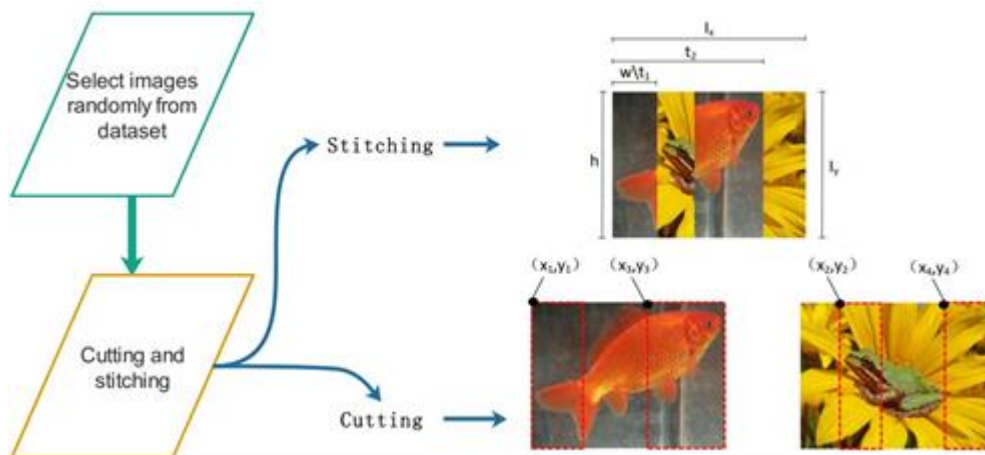 Select images
randomly from
dataset
Cutting and
stitching
Stitching
Cutting
lₓ
t₂
w\t₁
h
lᵧ
(x₁,y₁)
(x₃,y₃)
(x₂,y₂)
(x₄,y₄)